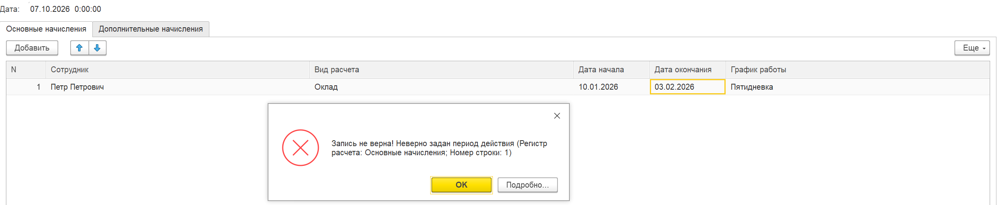 Дата: 07.10.2026 0:00:00
Основные начисления Дополнительные начисления
Добавить Еще
N Сотрудник Вид расчета Дата начала Дата окончания График работы
1 Петр Петрович Оклад 10.01.2026 03.02.2026 Пятидневка
Запись не верна! Неверно задан период действия (Регистр
расчета: Основные начисления; Номер строки: 1)
ОК Подробно...